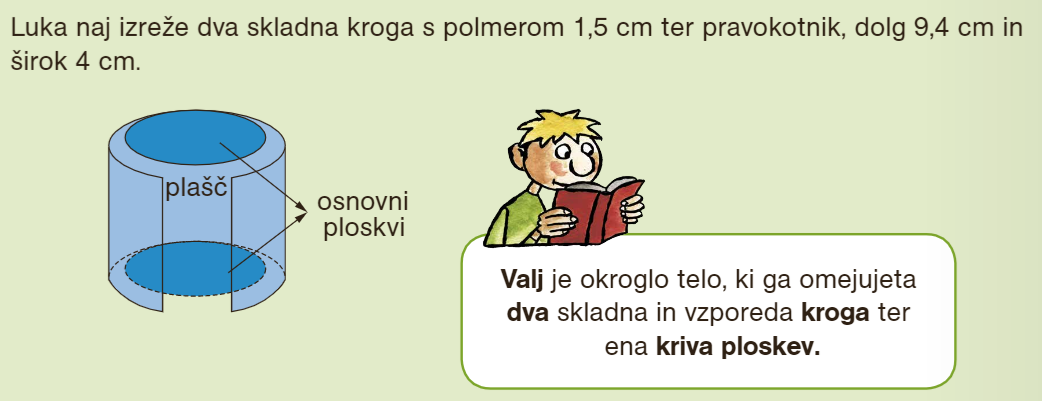 Luka naj izreže dva skladna kroga s polmerom 1,5 cm ter pravokotnik, dolg 9,4 cm in
širok 4 cm.
plašč
osnovni
ploskvi
Valj je okroglo telo, ki ga omejujeta
dva skladna in vzporeda kroga ter
ena kriva ploskev.